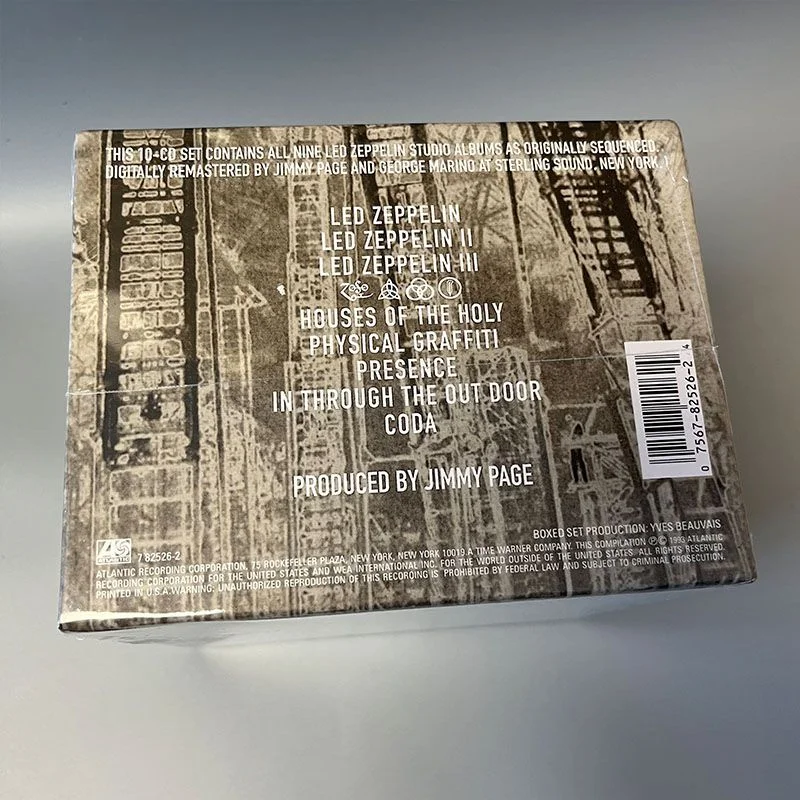 THIS 10-CD SET CONTAINS ALL NINE LED ZEPPELIN STUDIO ALBUMS AS ORIGINALLY SEQUENCED.
DIGITALLY REMASTERED BY JIMMY PAGE AND GEORGE MARINO AT STERLING SOUND, NEW YORK.
LED ZEPPELIN
LED ZEPPELIN II
LED ZEPPELIN III
HOUSES OF THE HOLY
PHYSICAL GRAFFITI
PRESENCE
IN THROUGH THE OUT DOOR
CODA
PRODUCED BY JIMMY PAGE
0 7567-82526-2 4
BOXED SET PRODUCTION: YVES BEAUVAIS
ATLANTIC 7 82526-2
ATLANTIC RECORDING CORPORATION, 75 ROCKEFELLER PLAZA, NEW YORK, NEW YORK 10019 A TIME WARNER COMPANY. THIS COMPILATION ℗© 1993 ATLANTIC
RECORDING CORPORATION FOR THE UNITED STATES AND WEA INTERNATIONAL INC. FOR THE WORLD OUTSIDE OF THE UNITED STATES. ALL RIGHTS RESERVED.
PRINTED IN U.S.A. WARNING: UNAUTHORIZED REPRODUCTION OF THIS RECORDING IS PROHIBITED BY FEDERAL LAW AND SUBJECT TO CRIMINAL PROSECUTION.